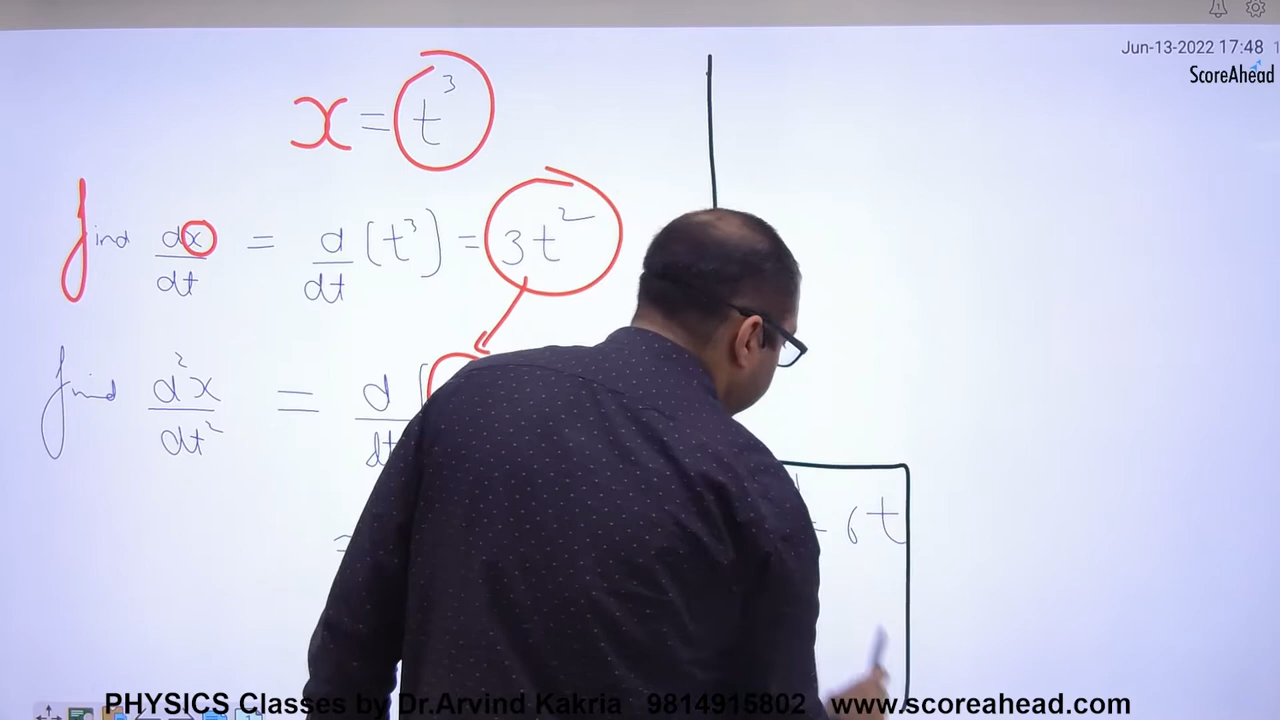 Jun-13-2022 17:48 1
ScoreAhead
x = t³
find dx/dt = d/dt (t³) = 3t²
find d²x/dt² = d/dt
= 6t
PHYSICS Classes by Dr.Arvind Kakria 9814915802 www.scoreahead.com